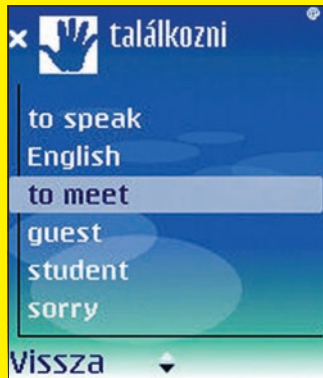 találkozni
to speak
English
to meet
guest
student
sorry
Vissza